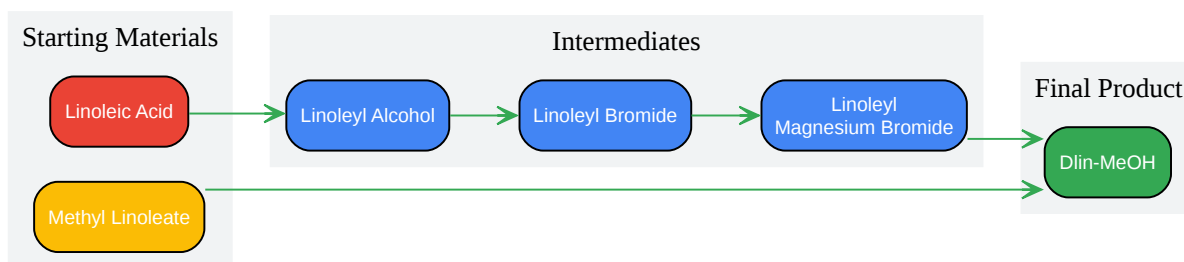 Starting Materials
Linoleic Acid
Methyl Linoleate
Intermediates
Linoleyl Alcohol
Linoleyl Bromide
Linoleyl
Magnesium Bromide
Final Product
Dlin-MeOH